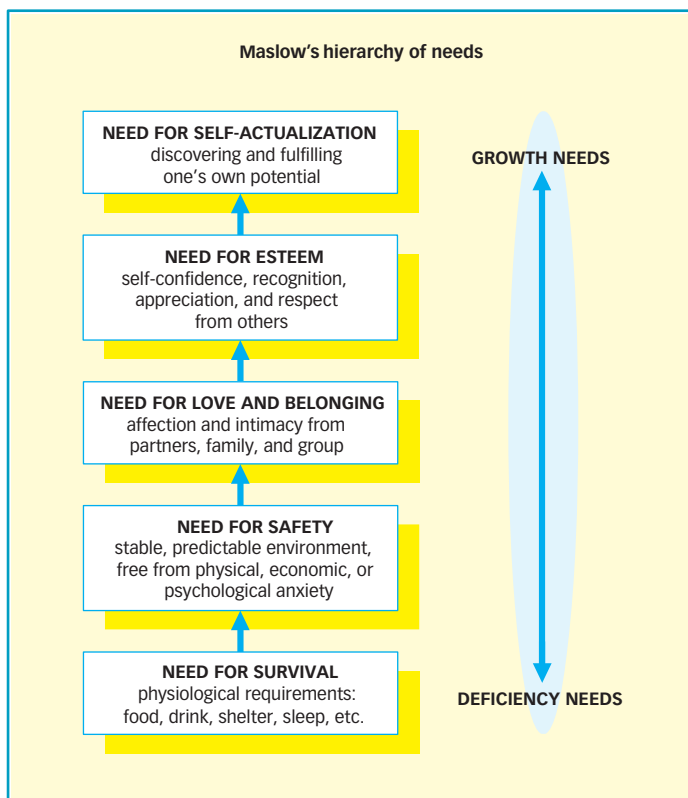 Maslow's hierarchy of needs
NEED FOR SELF-ACTUALIZATION
discovering and fulfilling
one's own potential
GROWTH NEEDS
NEED FOR ESTEEM
self-confidence, recognition,
appreciation, and respect
from others
NEED FOR LOVE AND BELONGING
affection and intimacy from
partners, family, and group
NEED FOR SAFETY
stable, predictable environment,
free from physical, economic, or
psychological anxiety
NEED FOR SURVIVAL
physiological requirements:
food, drink, shelter, sleep, etc.
DEFICIENCY NEEDS